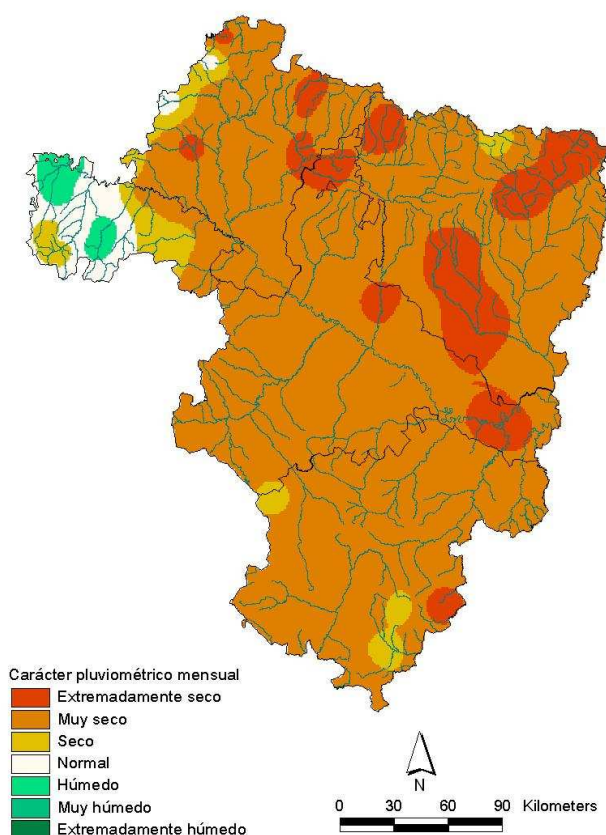 Carácter pluviométrico mensual
Extremadamente seco
Muy seco
Seco
Normal
Húmedo
Muy húmedo
Extremadamente húmedo
N
0 30 60 90 Kilometers